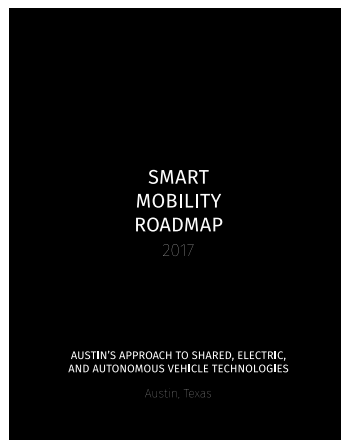 SMART
MOBILITY
ROADMAP
2017
AUSTIN'S APPROACH TO SHARED, ELECTRIC,
AND AUTONOMOUS VEHICLE TECHNOLOGIES
Austin, Texas